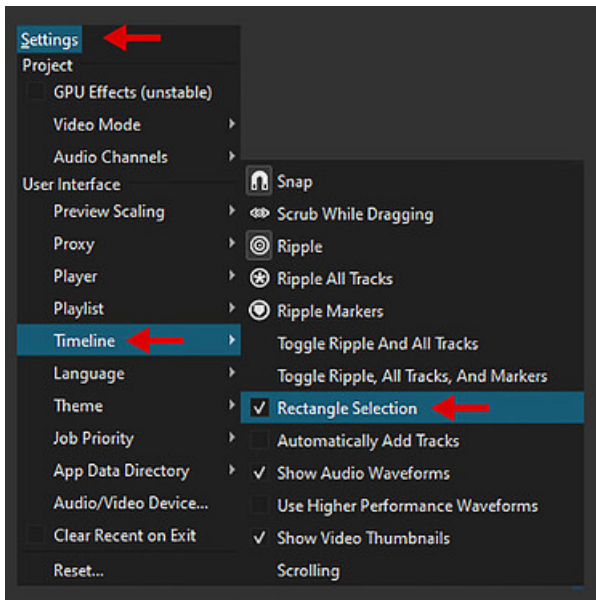 Settings
Project
GPU Effects (unstable)
Video Mode
Audio Channels
User Interface
Preview Scaling
Proxy
Player
Playlist
Timeline
Language
Theme
Job Priority
App Data Directory
Audio/Video Device...
Clear Recent on Exit
Reset...
Snap
Scrub While Dragging
Ripple
Ripple All Tracks
Ripple Markers
Toggle Ripple And All Tracks
Toggle Ripple, All Tracks, And Markers
Rectangle Selection
Automatically Add Tracks
Show Audio Waveforms
Use Higher Performance Waveforms
Show Video Thumbnails
Scrolling